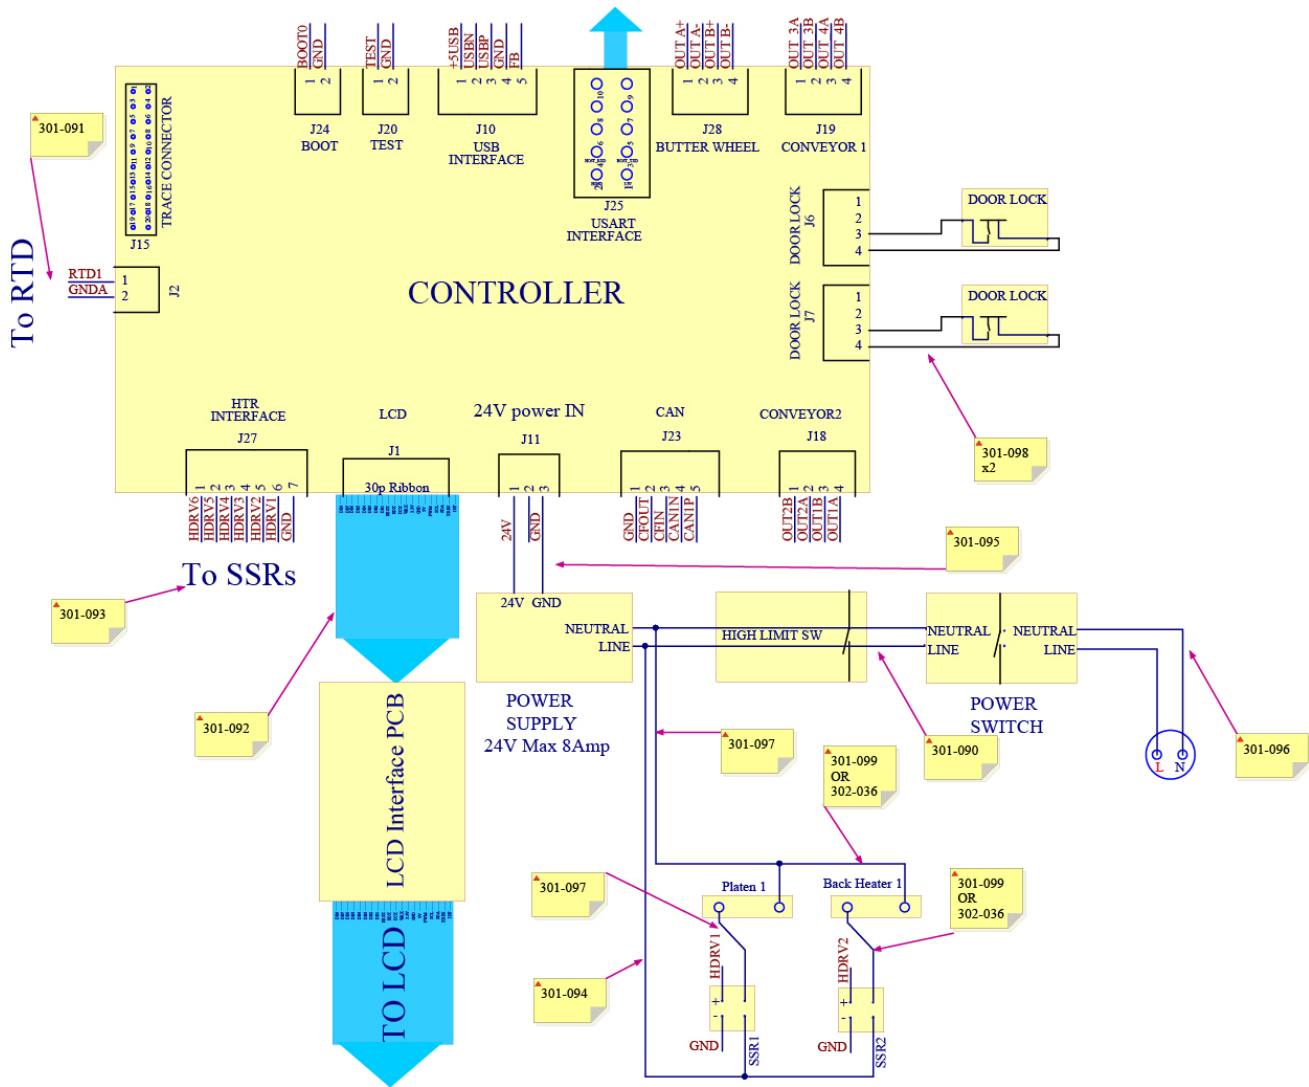 BOOT0
GND
TEST
GND
+5USB
USBN
USBP
GND
FB
OUT A+
OUT A-
OUT B+
OUT B-
OUT 3A
OUT 3B
OUT 4A
OUT 4B
1 2
1 2
1 2 3 4 5
1 2 3 4
1 2 3 4
J24
BOOT
J20
TEST
J10
USB
INTERFACE
J25
USART
INTERFACE
J28
BUTTER WHEEL
J19
CONVEYOR 1
301-091
TRACE CONNECTOR
J15
To RTD
RTD1
GNDA
1
2
J2
CONTROLLER
DOOR LOCK
J6
1
2
3
4
DOOR LOCK
DOOR LOCK
J7
1
2
3
4
DOOR LOCK
301-098
x2
HTR
INTERFACE
J27
LCD
J1
30p Ribbon
24V power IN
J11
CAN
J23
CONVEYOR2
J18
1 2 3 4 5 6 7
1 2 3
1 2 3 4 5
1 2 3 4
HDRV6
HDRV5
HDRV4
HDRV3
HDRV2
HDRV1
GND
24V
GND
GND
CFOUT
CFIN
CAN1N
CAN1P
OUT2B
OUT2A
OUT1B
OUT1A
To SSRs
301-093
301-095
301-092
24V GND
NEUTRAL
LINE
POWER
SUPPLY
24V Max 8Amp
HIGH LIMIT SW
NEUTRAL
LINE
NEUTRAL
LINE
POWER
SWITCH
301-097
301-099
OR
302-036
301-090
301-096
L N
LCD Interface PCB
TO LCD
301-097
Platen 1
Back Heater 1
301-099
OR
302-036
301-094
HDRV1
+
-
GND
SSR1
HDRV2
+
-
GND
SSR2